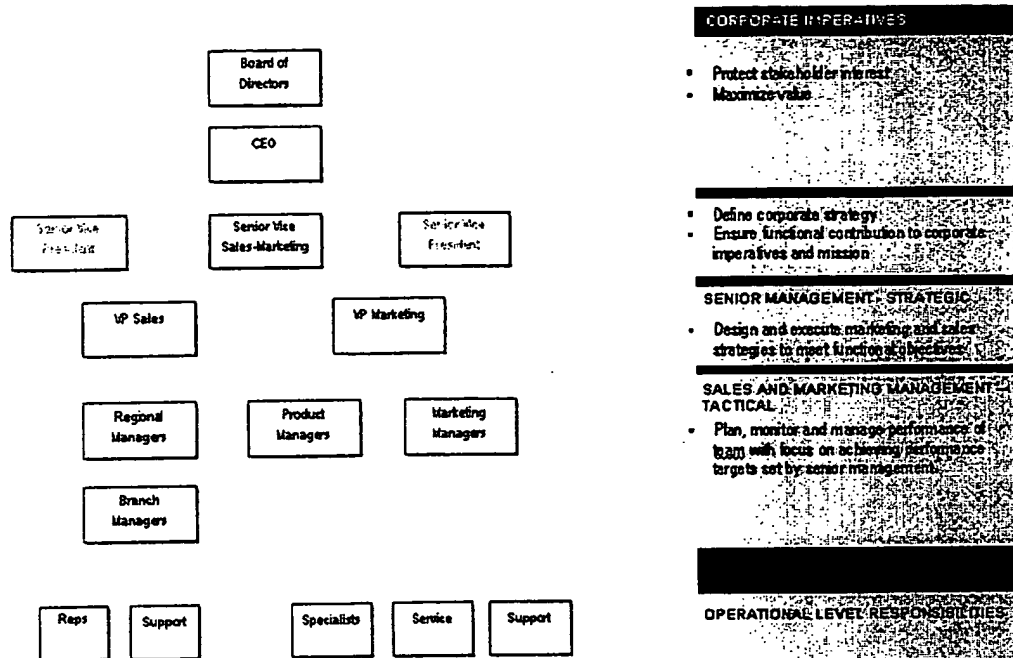 Board of
Directors
CEO
Senior Vice
President
Senior Vice
Sales-Marketing
Senior Vice
President
VP Sales
VP Marketing
Regional
Managers
Product
Managers
Marketing
Managers
Branch
Managers
Reps
Support
Specialists
Service
Support
CORPORATE IMPERATIVES
• Protect stakeholder interest
• Maximize value
• Define corporate strategy
• Ensure functional contribution to corporate
imperatives and mission
SENIOR MANAGEMENT - STRATEGIC
• Design and execute marketing and sales
strategies to meet functional objectives
SALES AND MARKETING MANAGEMENT -
TACTICAL
• Plan, monitor and manage performance of
team with focus on achieving performance
targets set by senior management.
OPERATIONAL LEVEL RESPONSIBILITIES